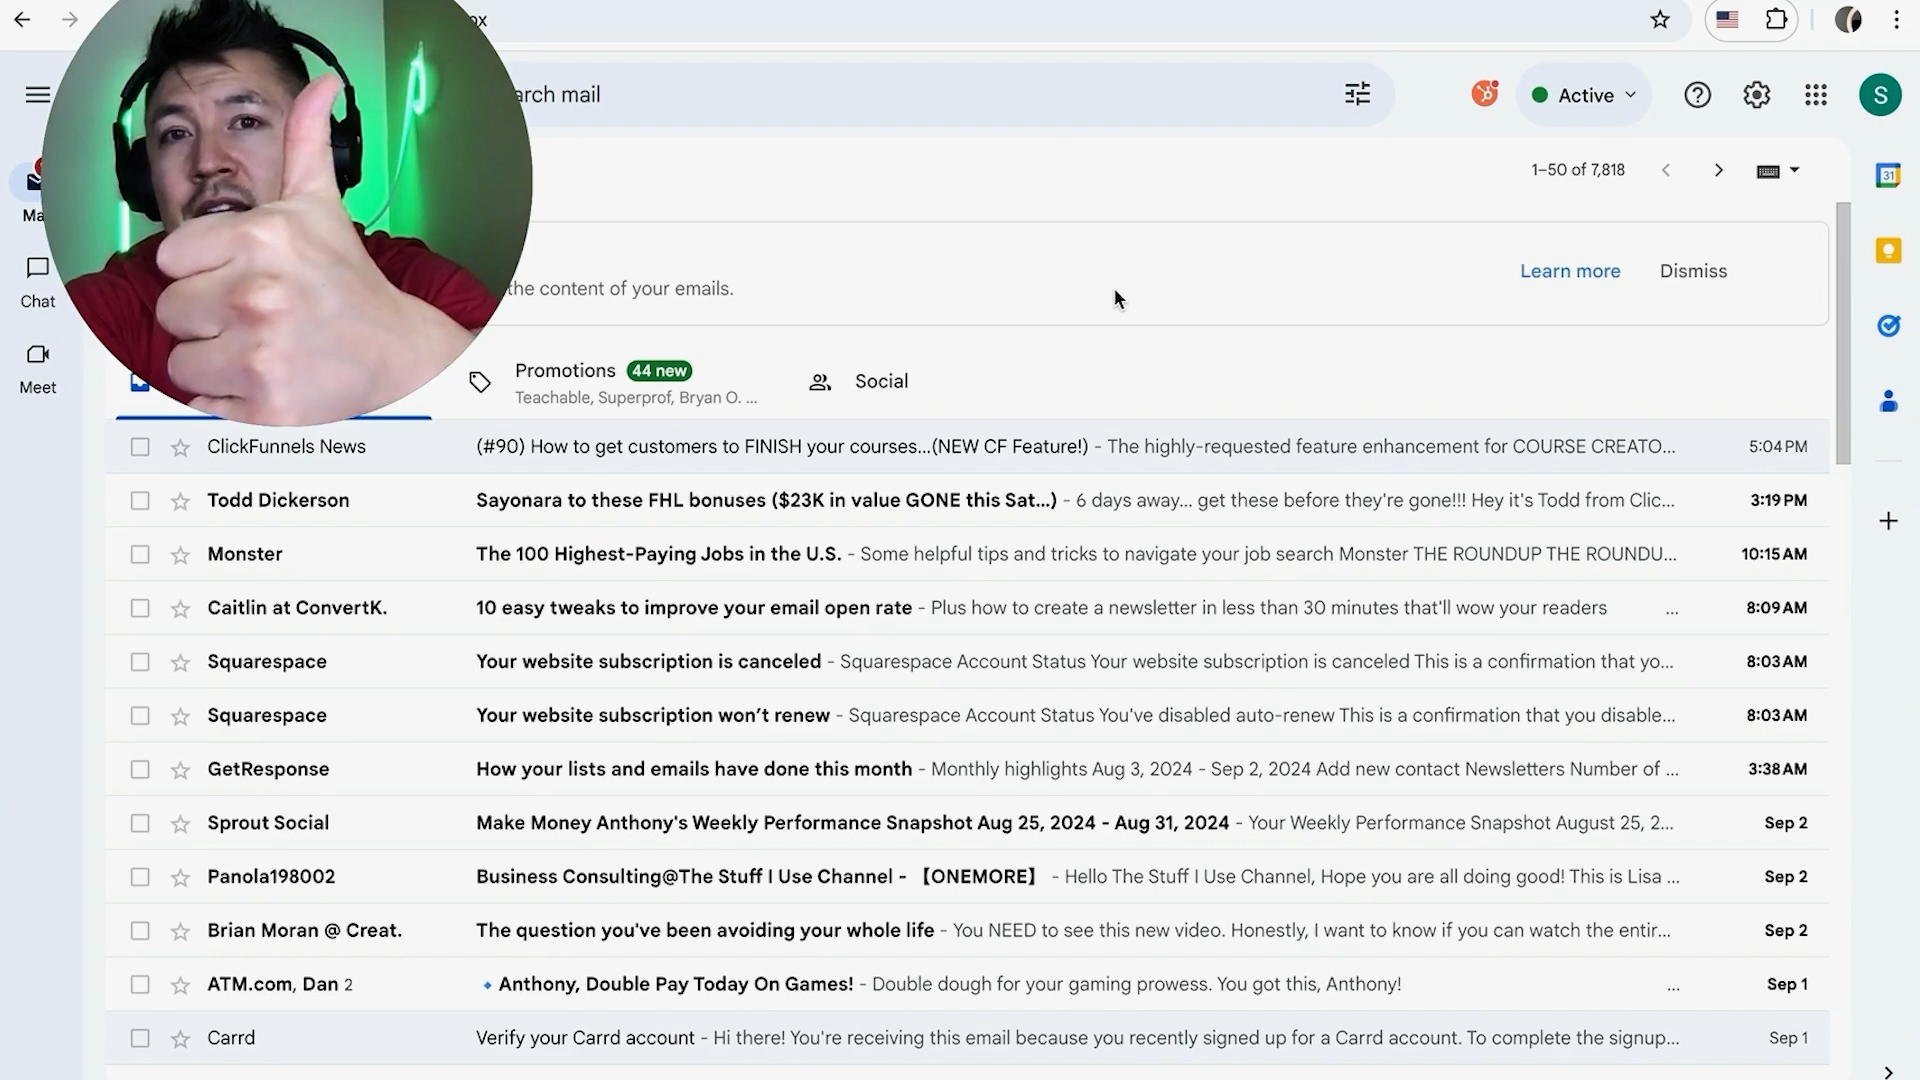 ox
arch mail
Active
S
1–50 of 7,818
31
Chat
Meet
the content of your emails.
Learn more
Dismiss
Promotions 44 new
Teachable, Superprof, Bryan O. ...
Social
ClickFunnels News (#90) How to get customers to FINISH your courses...(NEW CF Feature!) - The highly-requested feature enhancement for COURSE CREATO... 5:04 PM
Todd Dickerson Sayonara to these FHL bonuses ($23K in value GONE this Sat...) - 6 days away... get these before they're gone!!! Hey it's Todd from Clic... 3:19 PM
Monster The 100 Highest-Paying Jobs in the U.S. - Some helpful tips and tricks to navigate your job search Monster THE ROUNDUP THE ROUNDU... 10:15 AM
Caitlin at ConvertK. 10 easy tweaks to improve your email open rate - Plus how to create a newsletter in less than 30 minutes that'll wow your readers ... 8:09 AM
Squarespace Your website subscription is canceled - Squarespace Account Status Your website subscription is canceled This is a confirmation that yo... 8:03 AM
Squarespace Your website subscription won’t renew - Squarespace Account Status You've disabled auto-renew This is a confirmation that you disable... 8:03 AM
GetResponse How your lists and emails have done this month - Monthly highlights Aug 3, 2024 - Sep 2, 2024 Add new contact Newsletters Number of ... 3:38 AM
Sprout Social Make Money Anthony's Weekly Performance Snapshot Aug 25, 2024 - Aug 31, 2024 - Your Weekly Performance Snapshot August 25, 2... Sep 2
Panola198002 Business Consulting@The Stuff I Use Channel - 【ONEMORE】 - Hello The Stuff I Use Channel, Hope you are all doing good! This is Lisa ... Sep 2
Brian Moran @ Creat. The question you've been avoiding your whole life - You NEED to see this new video. Honestly, I want to know if you can watch the entir... Sep 2
ATM.com, Dan 2 🔹Anthony, Double Pay Today On Games! - Double dough for your gaming prowess. You got this, Anthony! ... Sep 1
Carrd Verify your Carrd account - Hi there! You're receiving this email because you recently signed up for a Carrd account. To complete the signup... Sep 1